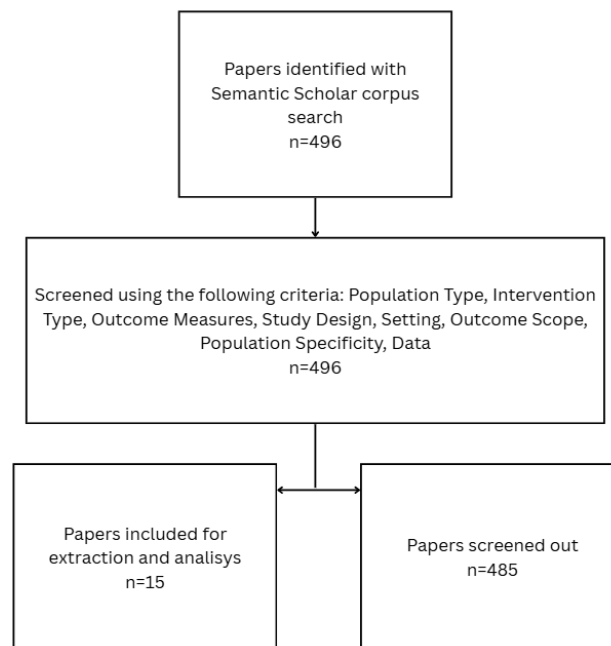 Papers identified with
Semantic Scholar corpus
search
n=496
Screened using the following criteria: Population Type, Intervention
Type, Outcome Measures, Study Design, Setting, Outcome Scope,
Population Specificity, Data
n=496
Papers included for
extraction and analisys
n=15
Papers screened out
n=485